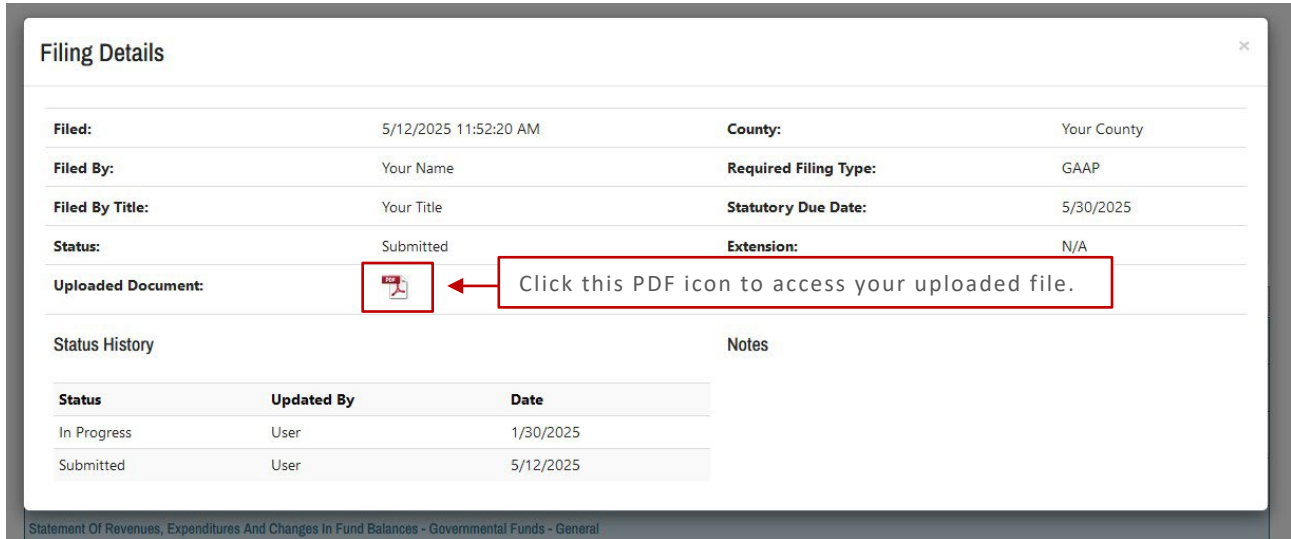 Filing Details ×
Filed: 5/12/2025 11:52:20 AM County: Your County
Filed By: Your Name Required Filing Type: GAAP
Filed By Title: Your Title Statutory Due Date: 5/30/2025
Status: Submitted Extension: N/A
Uploaded Document: PDF Click this PDF icon to access your uploaded file.
Status History Notes
Status Updated By Date
In Progress User 1/30/2025
Submitted User 5/12/2025
Statement Of Revenues, Expenditures And Changes In Fund Balances - Governmental Funds - General